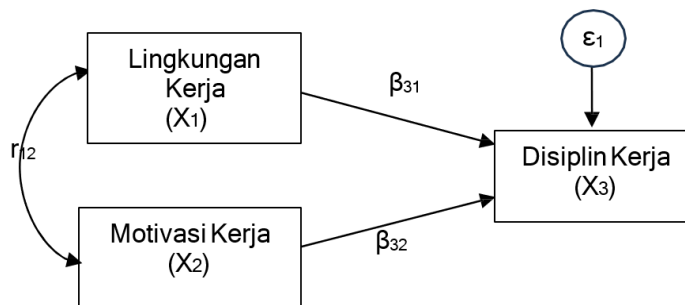 Lingkungan
Kerja
(X₁)
β₃₁
ε₁
r₁₂
Disiplin Kerja
(X₃)
Motivasi Kerja
(X₂)
β₃₂